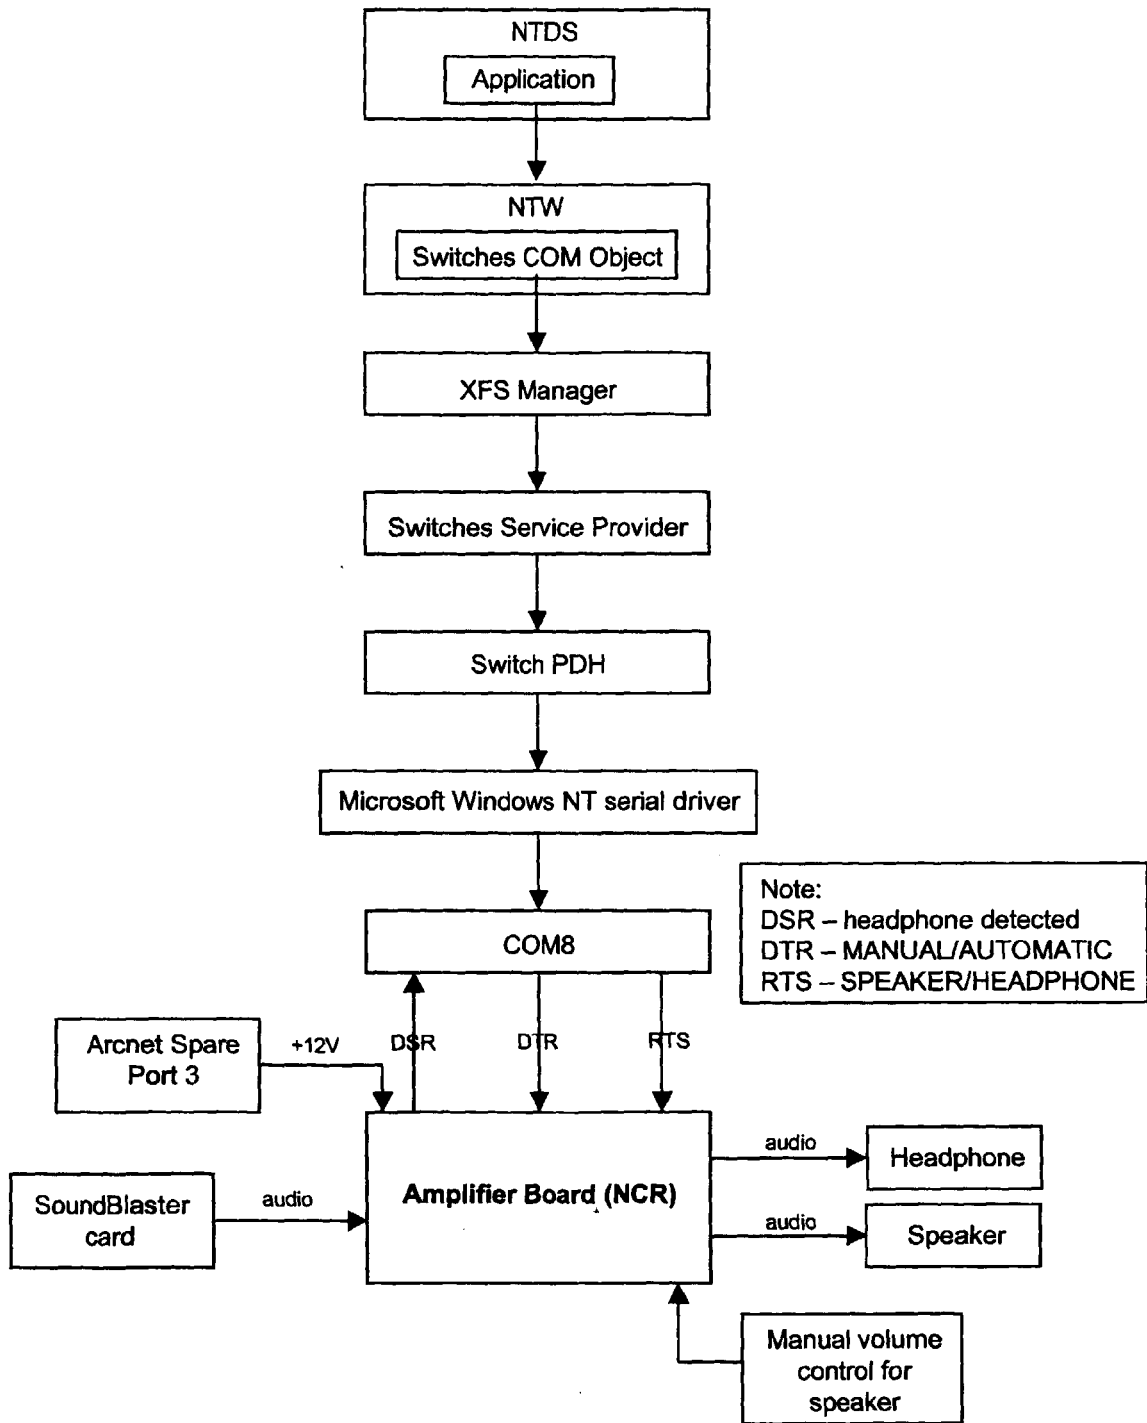 NTDS
Application
NTW
Switches COM Object
XFS Manager
Switches Service Provider
Switch PDH
Microsoft Windows NT serial driver
COM8
Note:
DSR – headphone detected
DTR – MANUAL/AUTOMATIC
RTS – SPEAKER/HEADPHONE
Arcnet Spare
Port 3
+12V
DSR
DTR
RTS
SoundBlaster
card
audio
Amplifier Board (NCR)
audio
Headphone
audio
Speaker
Manual volume
control for
speaker